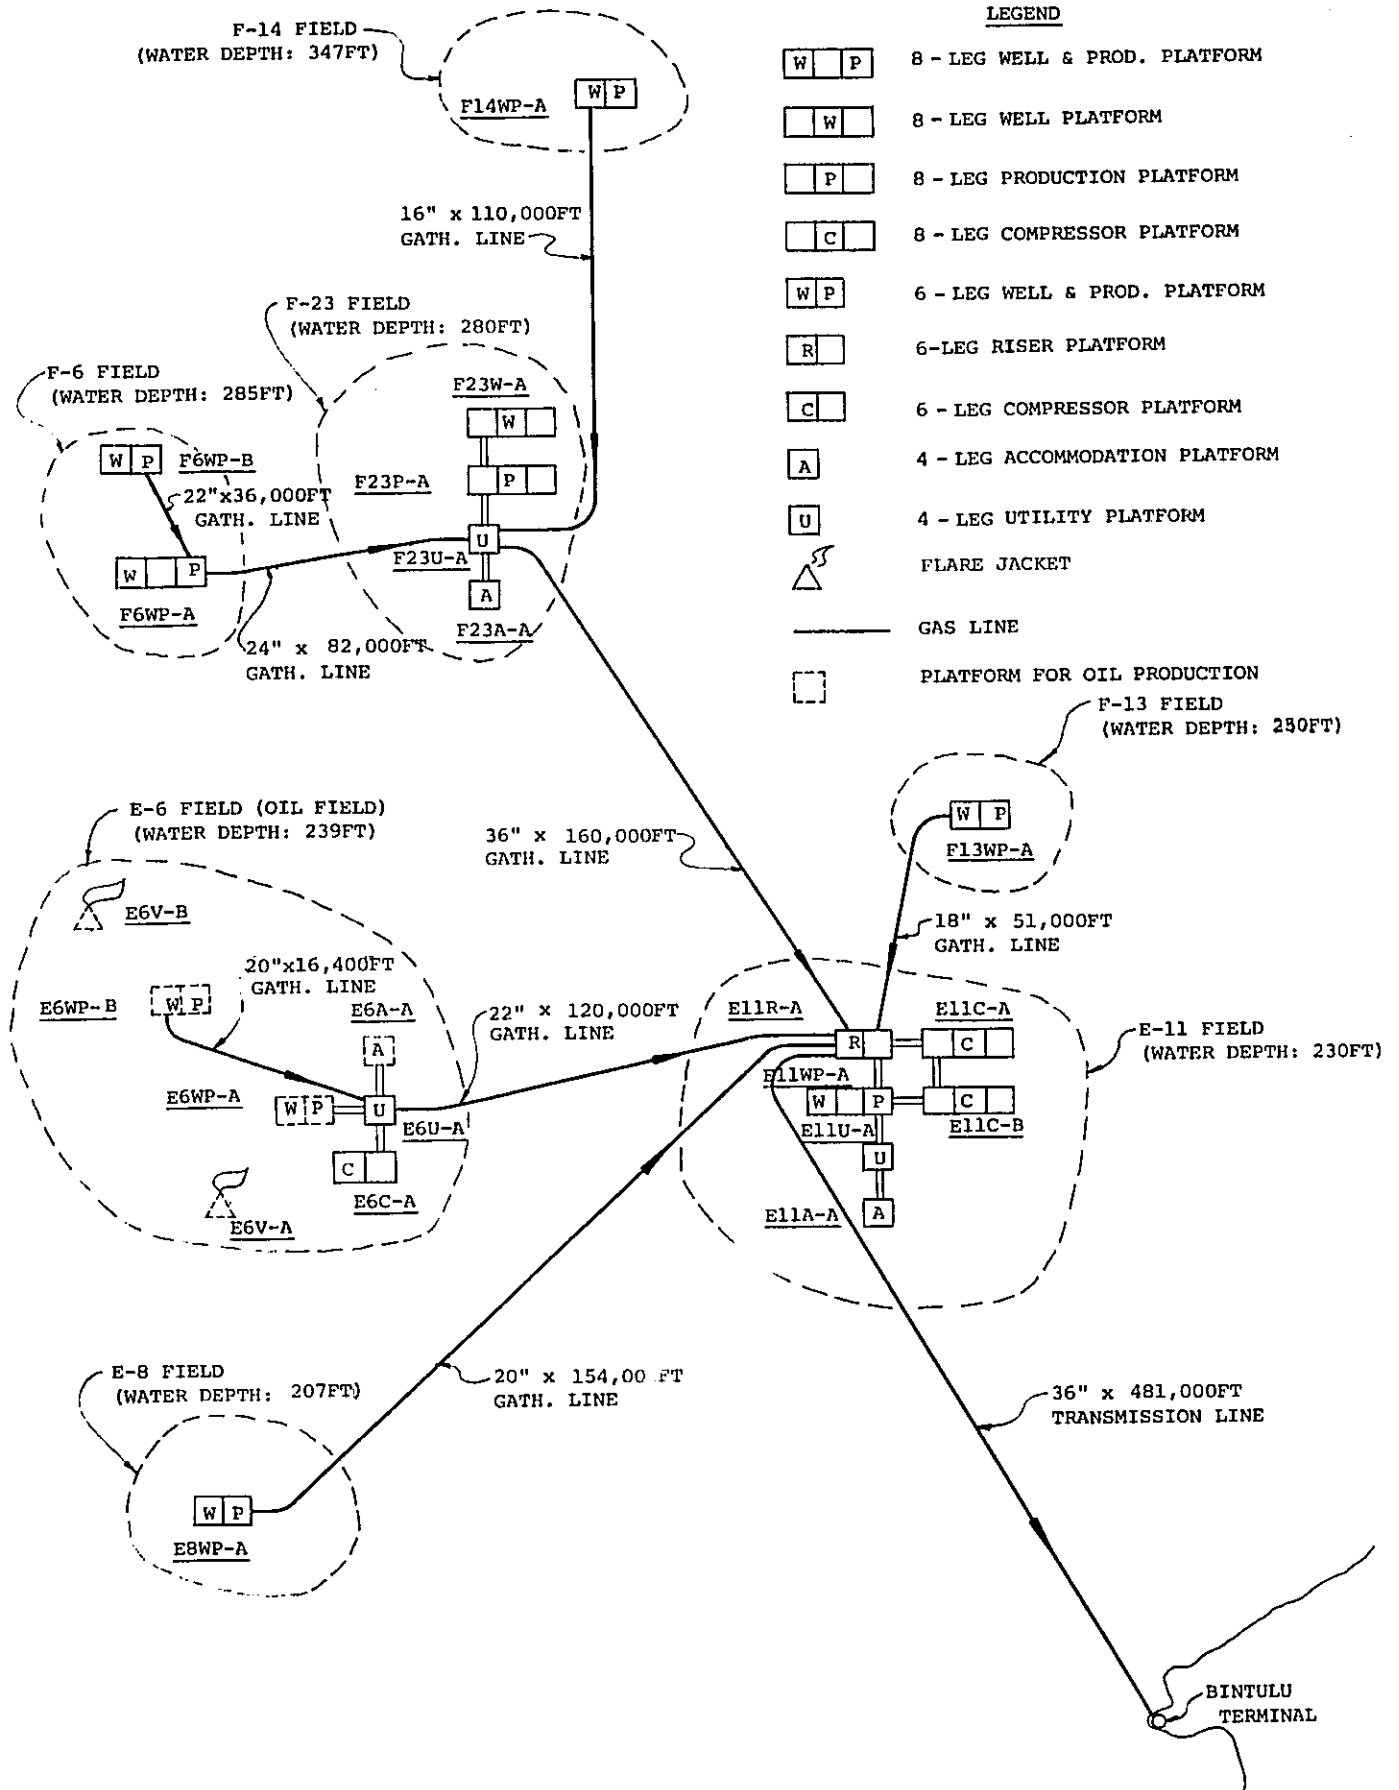 LEGEND
W P 8 - LEG WELL & PROD. PLATFORM
W 8 - LEG WELL PLATFORM
P 8 - LEG PRODUCTION PLATFORM
C 8 - LEG COMPRESSOR PLATFORM
W P 6 - LEG WELL & PROD. PLATFORM
R 6-LEG RISER PLATFORM
C 6 - LEG COMPRESSOR PLATFORM
A 4 - LEG ACCOMMODATION PLATFORM
U 4 - LEG UTILITY PLATFORM
FLARE JACKET
GAS LINE
PLATFORM FOR OIL PRODUCTION
F-14 FIELD
(WATER DEPTH: 347FT)
F14WP-A
W P
16" x 110,000FT
GATH. LINE
F-23 FIELD
(WATER DEPTH: 280FT)
F23W-A
W
F23P-A
P
U
F23U-A
A
F23A-A
F-6 FIELD
(WATER DEPTH: 285FT)
W P
F6WP-B
22"x36,000FT
GATH. LINE
W P
F6WP-A
24" x 82,000FT
GATH. LINE
F-13 FIELD
(WATER DEPTH: 250FT)
W P
F13WP-A
18" x 51,000FT
GATH. LINE
36" x 160,000FT
GATH. LINE
E-6 FIELD (OIL FIELD)
(WATER DEPTH: 239FT)
E6V-B
20"x16,400FT
GATH. LINE
E6WP-B
W P
E6A-A
A
E6WP-A
W P
U
E6U-A
C
E6C-A
E6V-A
22" x 120,000FT
GATH. LINE
E-11 FIELD
(WATER DEPTH: 230FT)
E11R-A
R
E11C-A
C
E11WP-A
W P
C
E11C-B
E11U-A
U
E11A-A
A
E-8 FIELD
(WATER DEPTH: 207FT)
W P
E8WP-A
20" x 154,00 FT
GATH. LINE
36" x 481,000FT
TRANSMISSION LINE
BINTULU
TERMINAL